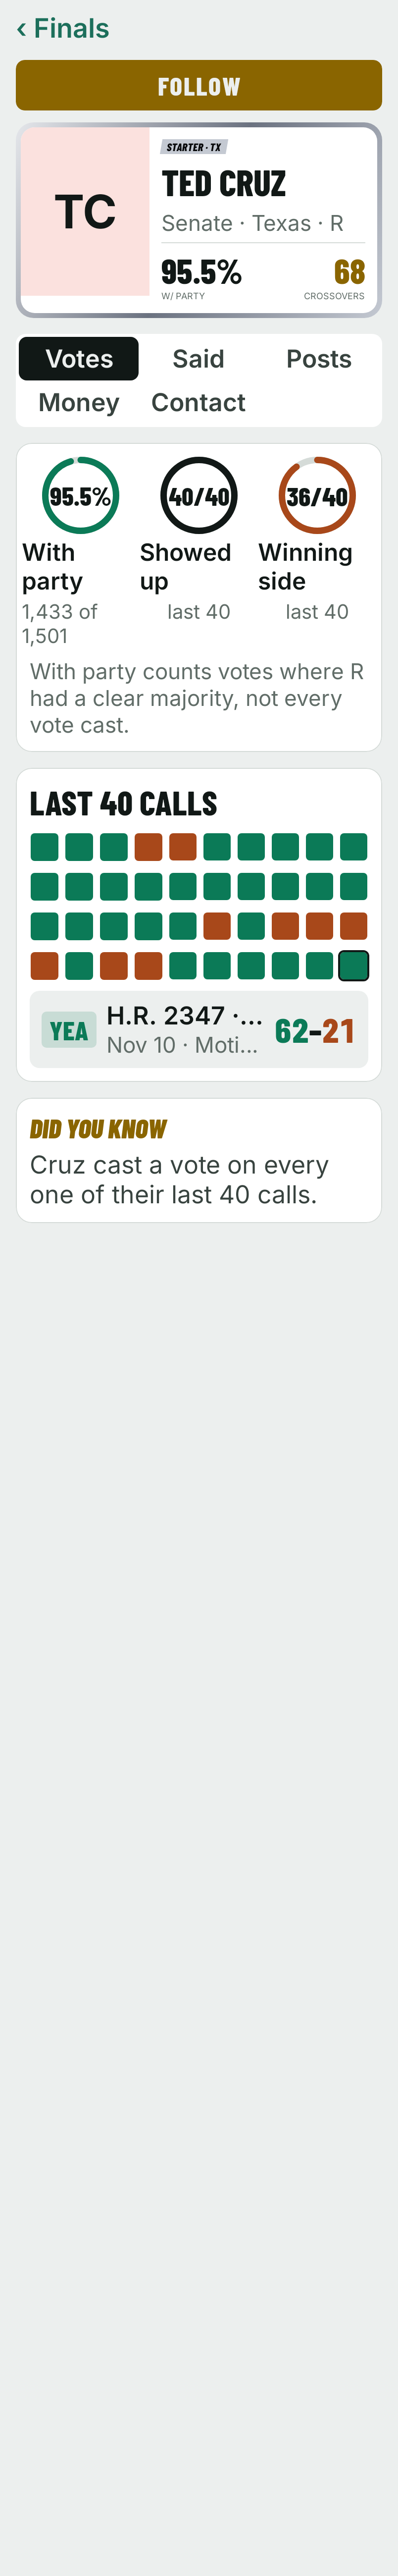 ‹ Finals
FOLLOW
TC
STARTER · TX
TED CRUZ
Senate · Texas · R
95.5% 68
W/ PARTY CROSSOVERS
Votes Said Posts
Money Contact
95.5% 40/40 36/40
With party Showed up Winning side
1,433 of 1,501 last 40 last 40
With party counts votes where R
had a clear majority, not every
vote cast.
LAST 40 CALLS
YEA
H.R. 2347 ·...
Nov 10 · Moti...
62–21
DID YOU KNOW
Cruz cast a vote on every
one of their last 40 calls.